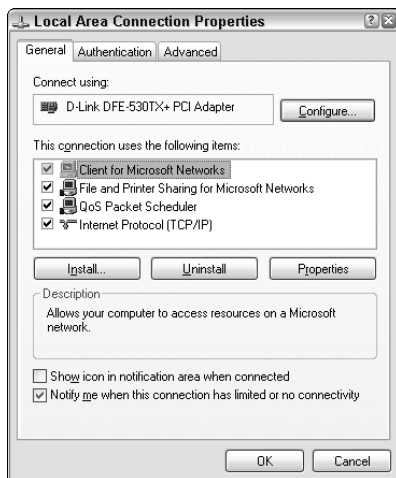 Local Area Connection Properties
General Authentication Advanced
Connect using:
D-Link DFE-530TX+ PCI Adapter
Configure...
This connection uses the following items:
Client for Microsoft Networks
File and Printer Sharing for Microsoft Networks
QoS Packet Scheduler
Internet Protocol (TCP/IP)
Install... Uninstall Properties
Description
Allows your computer to access resources on a Microsoft
network.
Show icon in notification area when connected
Notify me when this connection has limited or no connectivity
OK Cancel